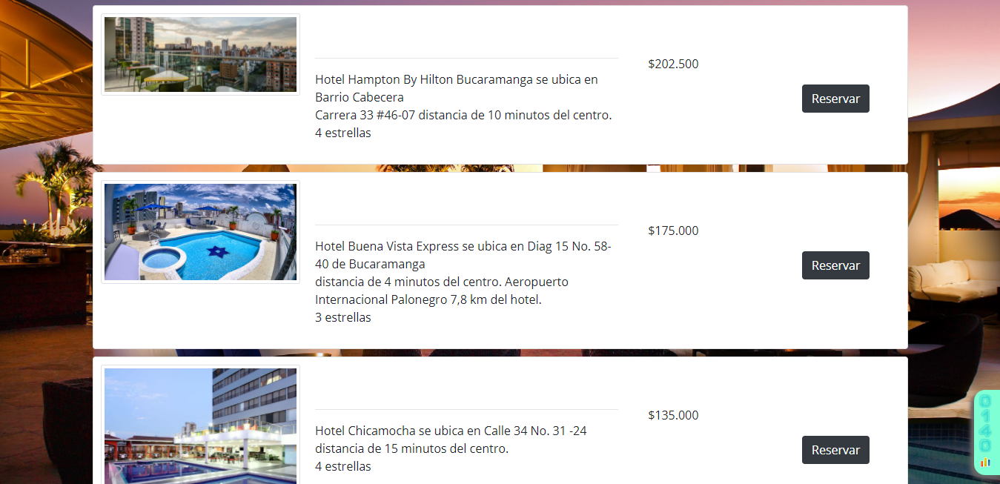 $202.500
Hotel Hampton By Hilton Bucaramanga se ubica en
Barrio Cabecera
Carrera 33 #46-07 distancia de 10 minutos del centro.
4 estrellas
Reservar
$175.000
Hotel Buena Vista Express se ubica en Diag 15 No. 58-
40 de Bucaramanga
distancia de 4 minutos del centro. Aeropuerto
Internacional Palonegro 7,8 km del hotel.
3 estrellas
Reservar
$135.000
Hotel Chicamocha se ubica en Calle 34 No. 31 -24
distancia de 15 minutos del centro.
4 estrellas
Reservar
0140